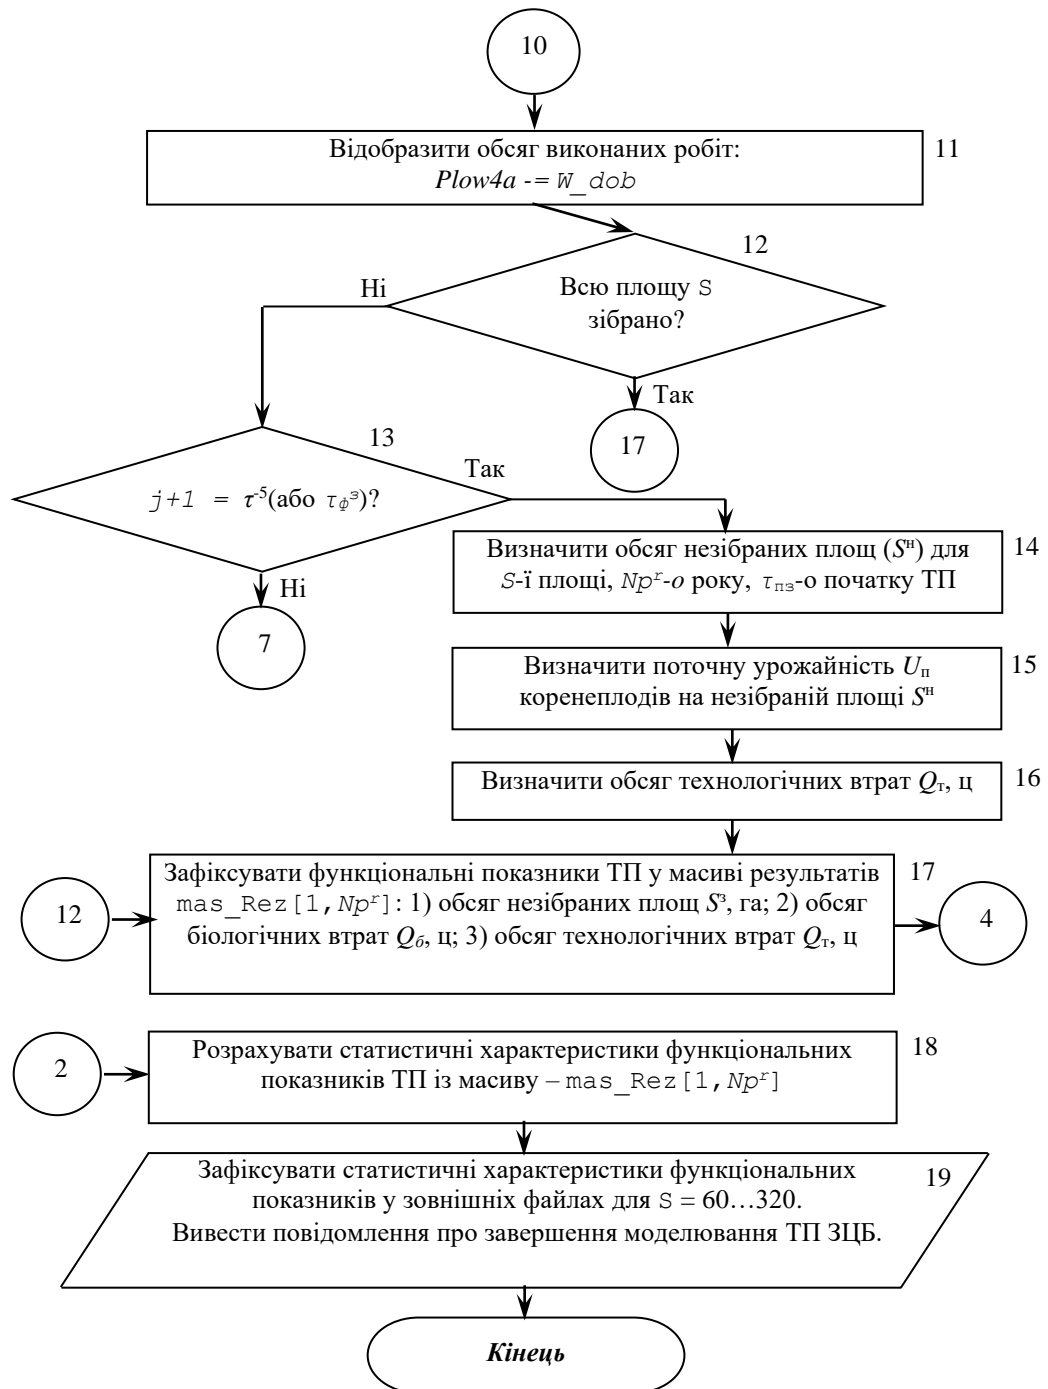 10
Відобразити обсяг виконаних робіт:
Plow4a -= W_dob
11
12
Ні
Всю площу S
зібрано?
Так
17
13
Так
j+1 = τ⁻⁵(або τ_ф^з)?
Ні
7
Визначити обсяг незібраних площ (Sᴴ) для
S-ї площі, Npʳ-о року, τпз-о початку ТП
14
Визначити поточну урожайність Uп
коренеплодів на незібраній площі Sᴴ
15
Визначити обсяг технологічних втрат Qт, ц
16
Зафіксувати функціональні показники ТП у масиві результатів
mas_Rez[1,Npʳ]: 1) обсяг незібраних площ Sᶟ, га; 2) обсяг
біологічних втрат Qб, ц; 3) обсяг технологічних втрат Qт, ц
17
12
4
2
Розрахувати статистичні характеристики функціональних
показників ТП із масиву – mas_Rez[1,Npʳ]
18
Зафіксувати статистичні характеристики функціональних
показників у зовнішніх файлах для S = 60…320.
Вивести повідомлення про завершення моделювання ТП ЗЦБ.
19
Кінець